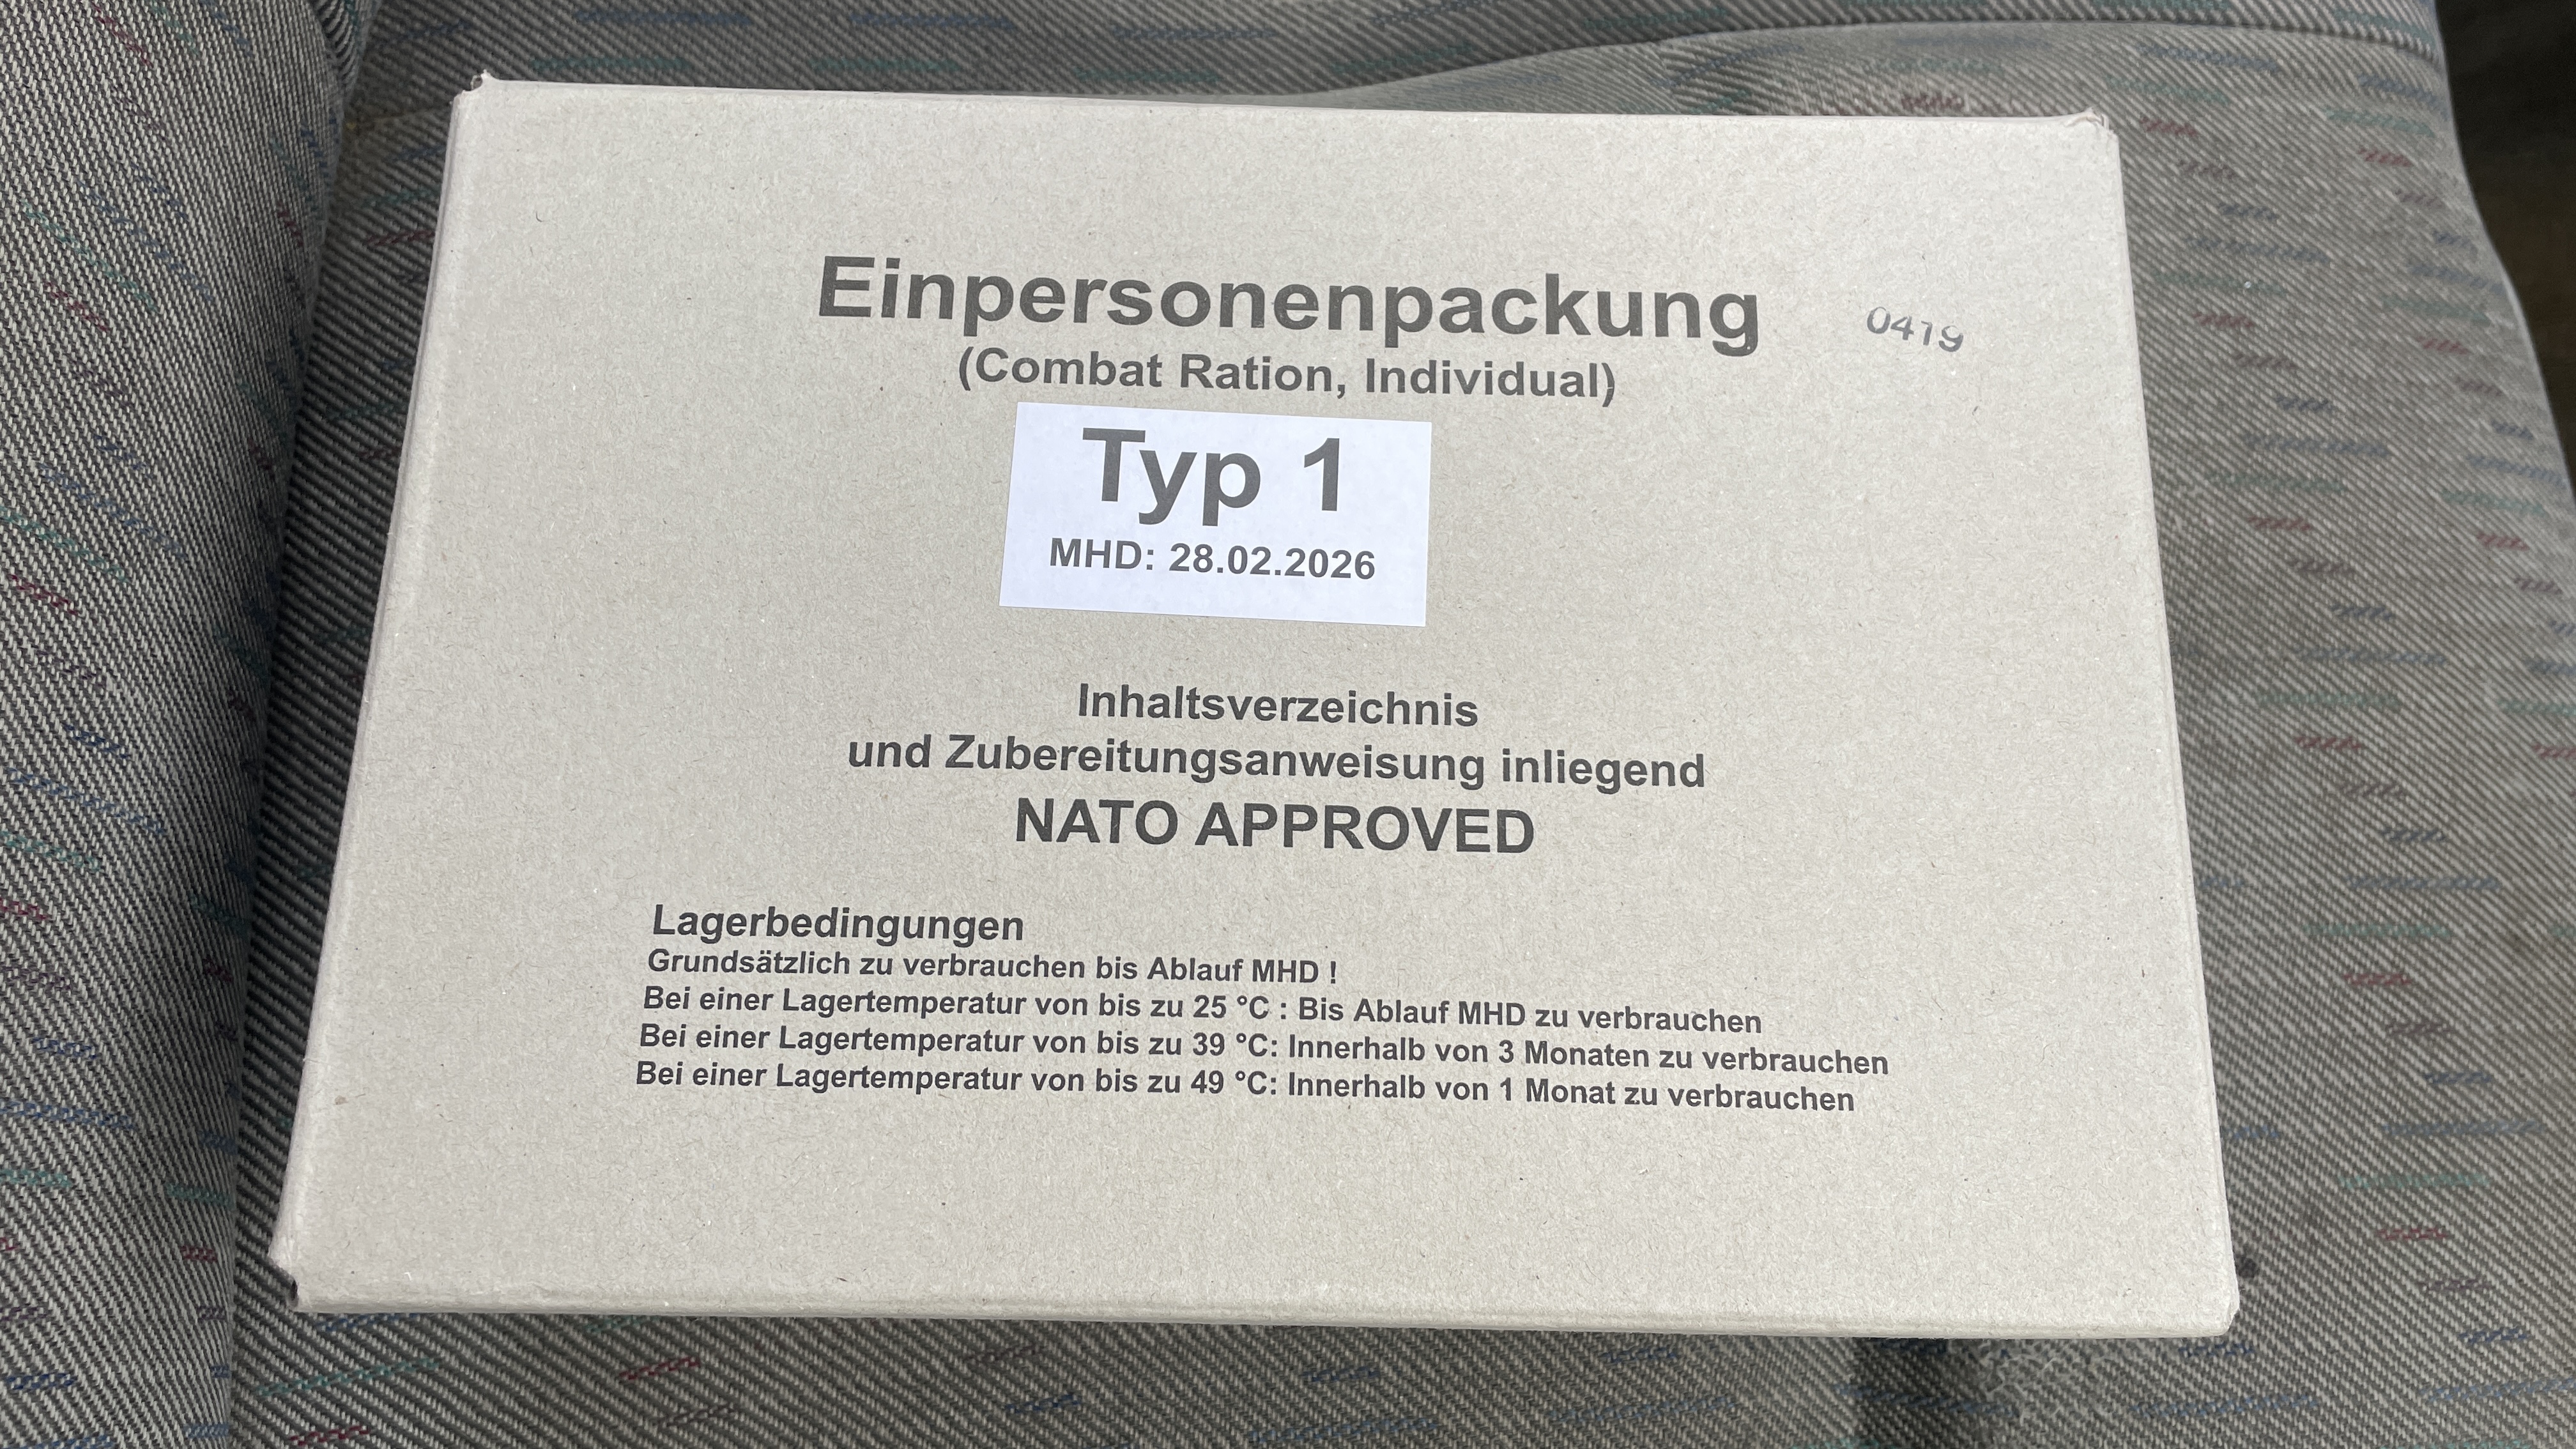 Einpersonenpackung
0419
(Combat Ration, Individual)
Typ 1
MHD: 28.02.2026
Inhaltsverzeichnis
und Zubereitungsanweisung inliegend
NATO APPROVED
Lagerbedingungen
Grundsätzlich zu verbrauchen bis Ablauf MHD !
Bei einer Lagertemperatur von bis zu 25 °C : Bis Ablauf MHD zu verbrauchen
Bei einer Lagertemperatur von bis zu 39 °C: Innerhalb von 3 Monaten zu verbrauchen
Bei einer Lagertemperatur von bis zu 49 °C: Innerhalb von 1 Monat zu verbrauchen